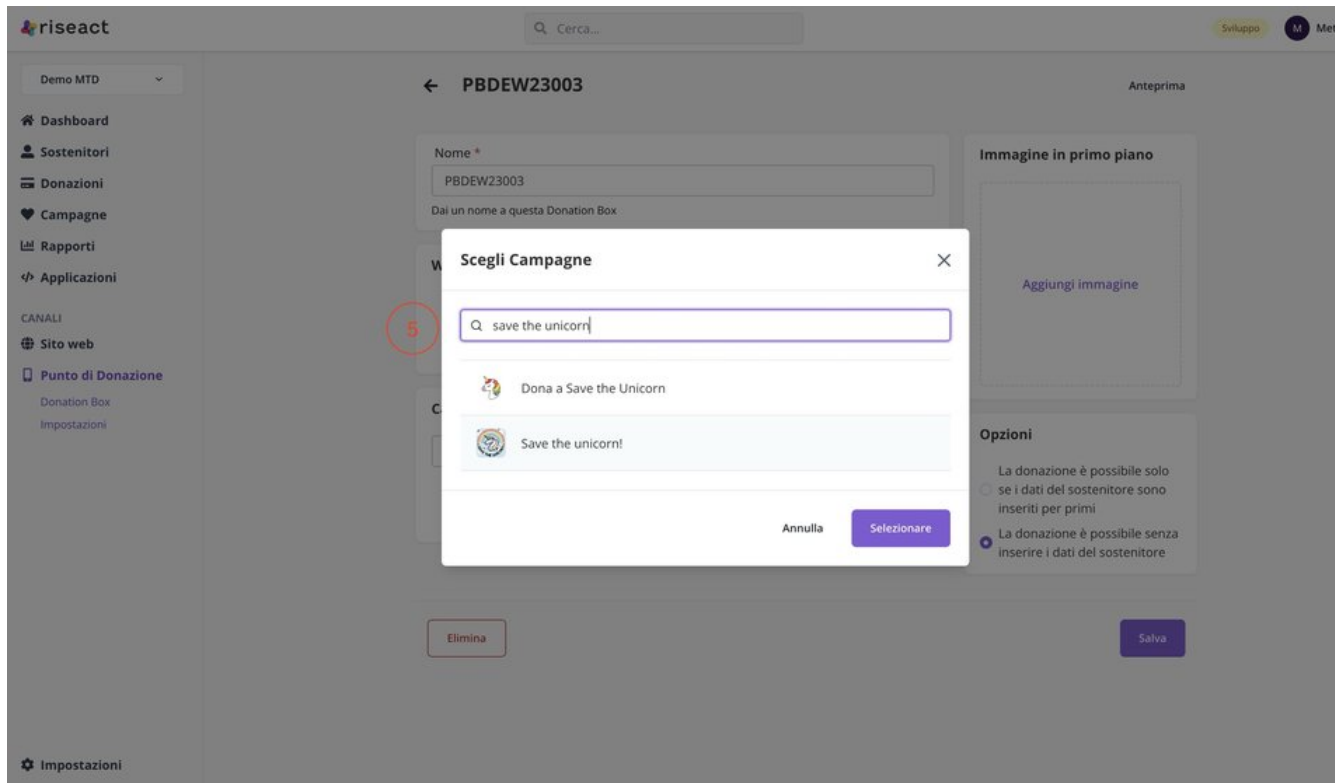 riseact
Cerca...
Sviluppo
M
Met
Demo MTD
Dashboard
Sostenitori
Donazioni
Campagne
Rapporti
Applicazioni
CANALI
Sito web
Punto di Donazione
Donation Box
Impostazioni
Impostazioni
PBDEW23003
Anteprima
Nome *
PBDEW23003
Dai un nome a questa Donation Box
W
C
5
Scegli Campagne
save the unicorn
Dona a Save the Unicorn
Save the unicorn!
Annulla
Selezionare
Immagine in primo piano
Aggiungi immagine
Opzioni
La donazione è possibile solo
se i dati del sostenitore sono
inseriti per primi
La donazione è possibile senza
inserire i dati del sostenitore
Elimina
Salva